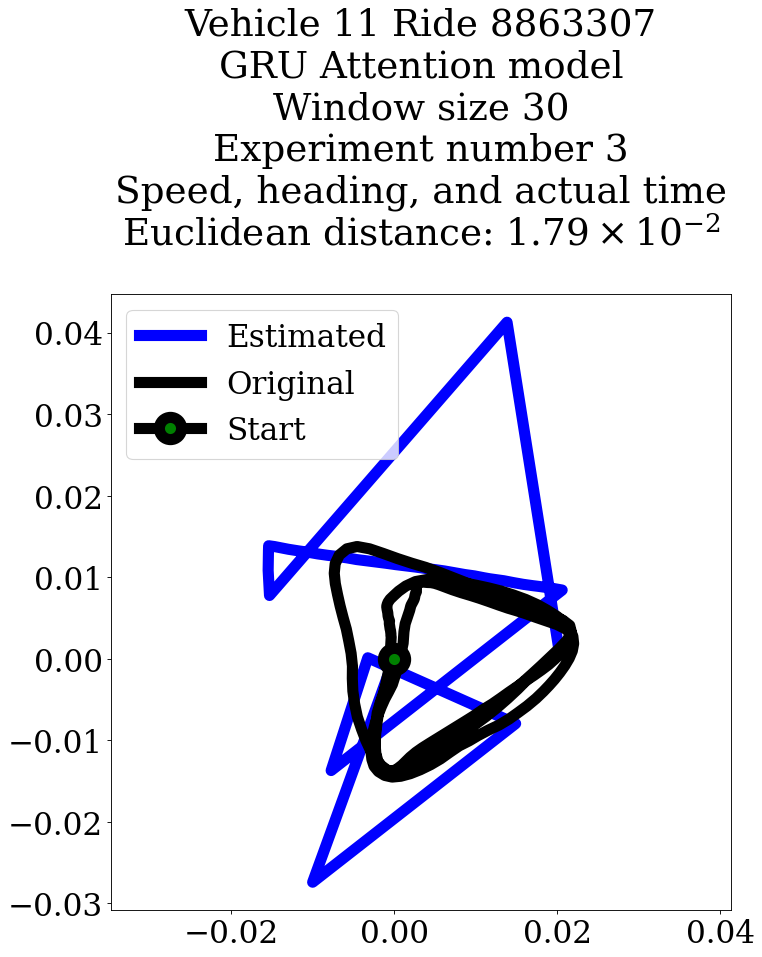 Vehicle 11 Ride 8863307
GRU Attention model
Window size 30
Experiment number 3
Speed, heading, and actual time
Euclidean distance: 1.79 × 10⁻²
Estimated
Original
Start
0.04
0.03
0.02
0.01
0.00
−0.01
−0.02
−0.03
−0.02 0.00 0.02 0.04